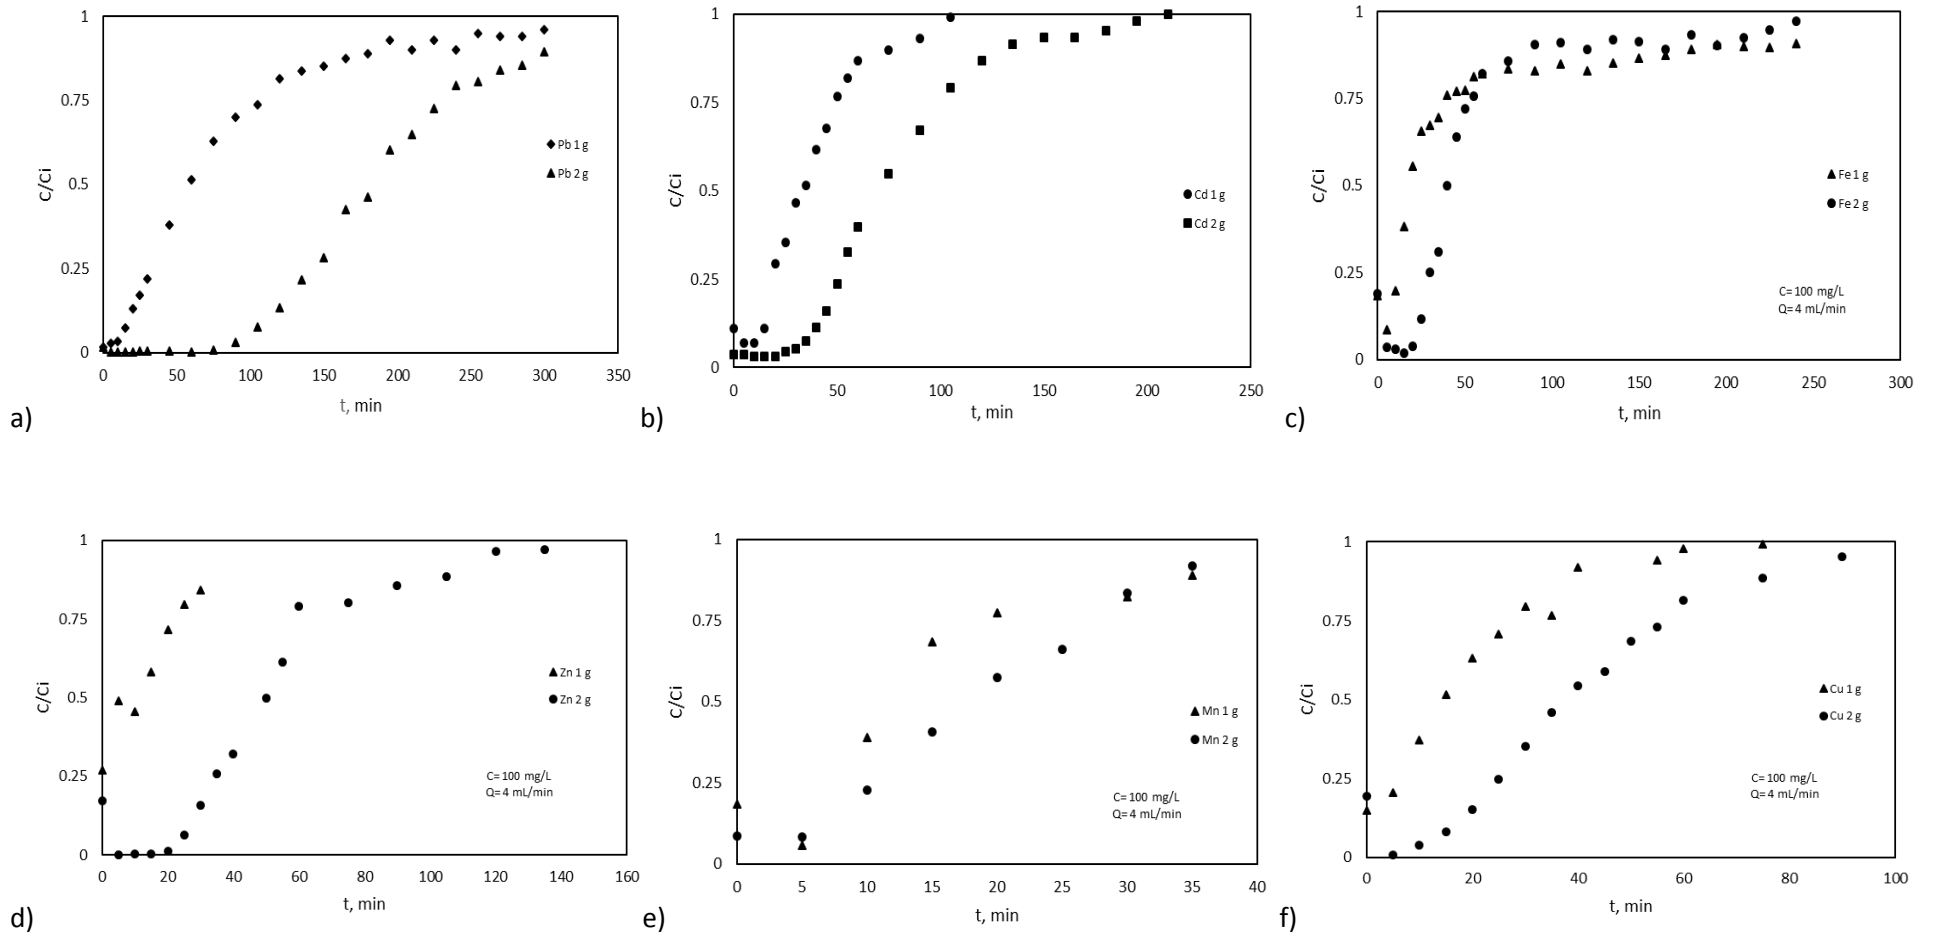 1
0.75
0.5
0.25
0
C/Ci
0 50 100 150 200 250 300 350
t, min
Pb 1 g
Pb 2 g
a)
1
0.75
0.5
0.25
0
C/Ci
0 50 100 150 200 250
t, min
Cd 1 g
Cd 2 g
b)
1
0.75
0.5
0.25
0
C/Ci
0 50 100 150 200 250 300
t, min
Fe 1 g
Fe 2 g
C= 100 mg/L
Q= 4 mL/min
c)
1
0.75
0.5
0.25
0
C/Ci
0 20 40 60 80 100 120 140 160
t, min
Zn 1 g
Zn 2 g
C= 100 mg/L
Q= 4 mL/min
d)
1
0.75
0.5
0.25
0
C/Ci
0 5 10 15 20 25 30 35 40
t, min
Mn 1 g
Mn 2 g
C= 100 mg/L
Q= 4 mL/min
e)
1
0.75
0.5
0.25
0
C/Ci
0 20 40 60 80 100
t, min
Cu 1 g
Cu 2 g
C= 100 mg/L
Q= 4 mL/min
f)